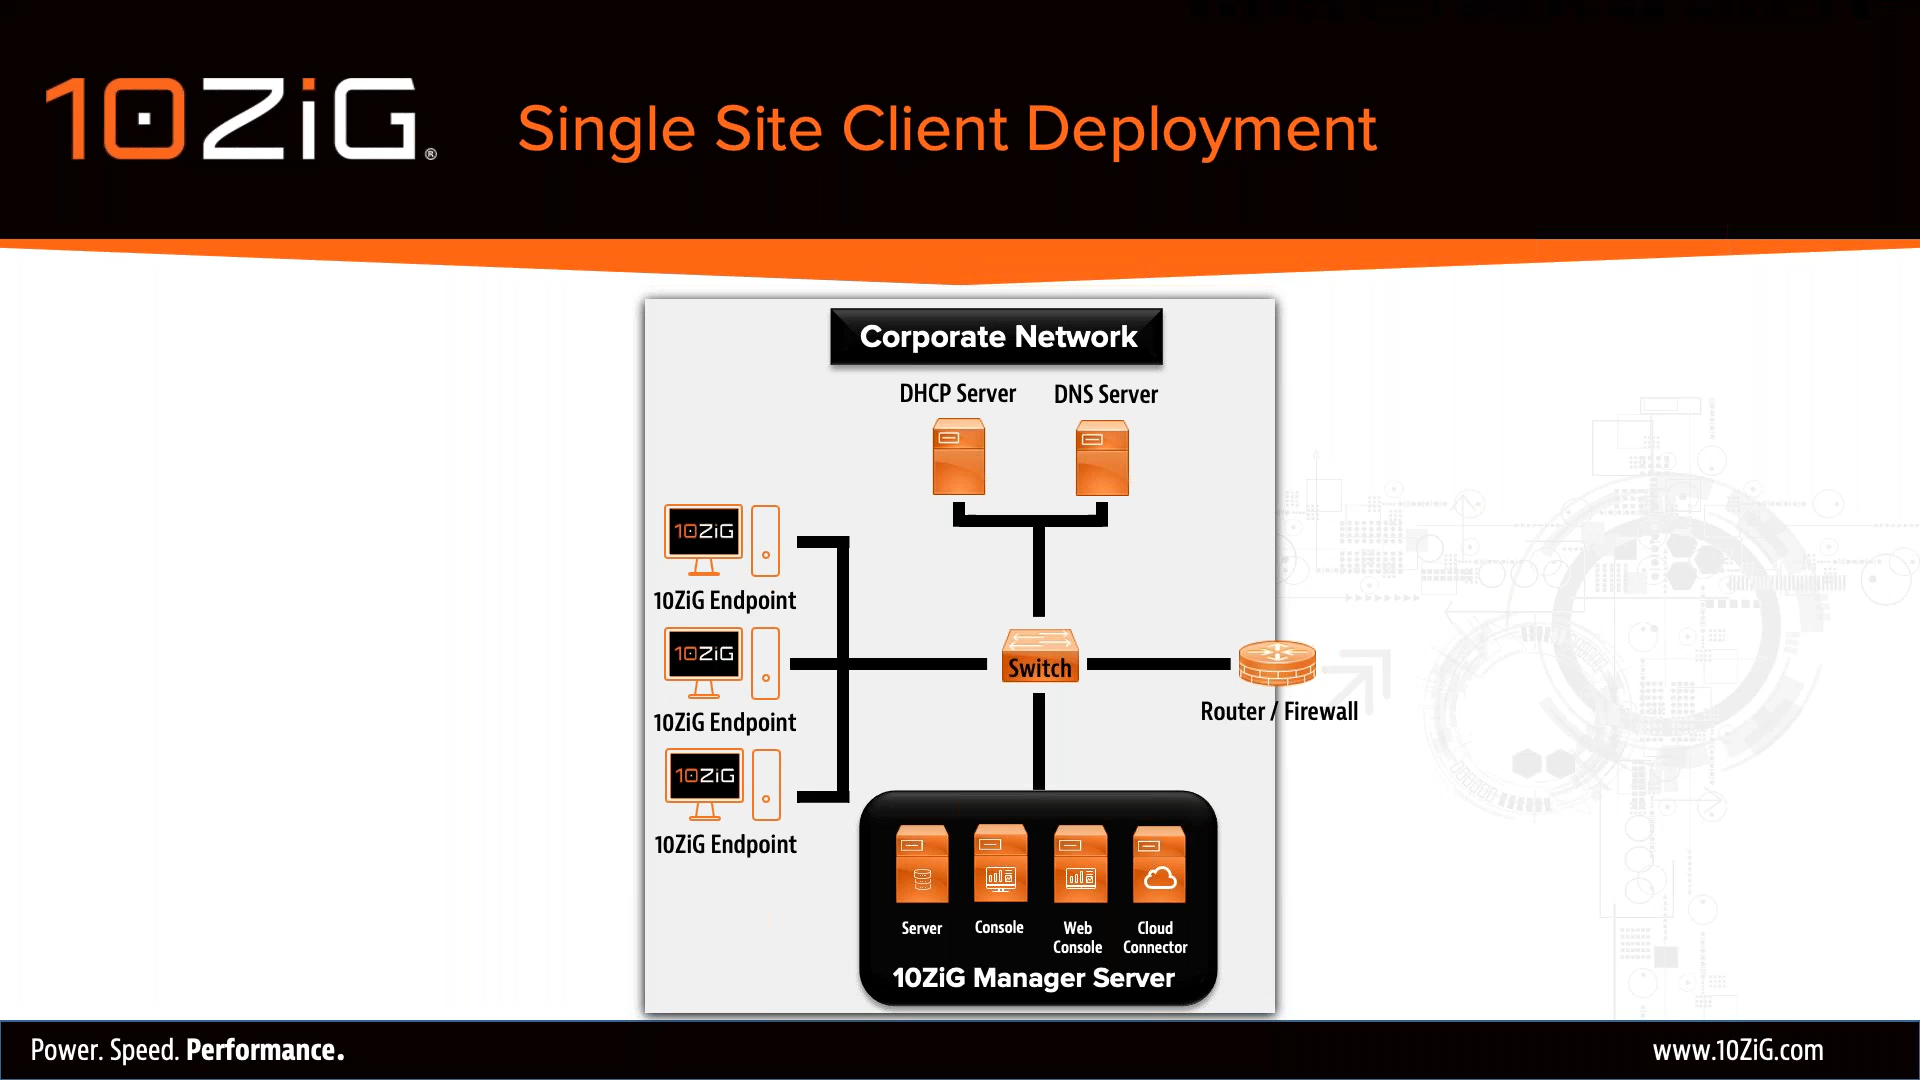 10ZiG®
Single Site Client Deployment
Corporate Network
DHCP Server
DNS Server
10ZiG
10ZiG Endpoint
10ZiG
10ZiG Endpoint
10ZiG
10ZiG Endpoint
Switch
Router / Firewall
Server
Console
Web
Console
Cloud
Connector
10ZiG Manager Server
Power. Speed. Performance.
www.10ZiG.com